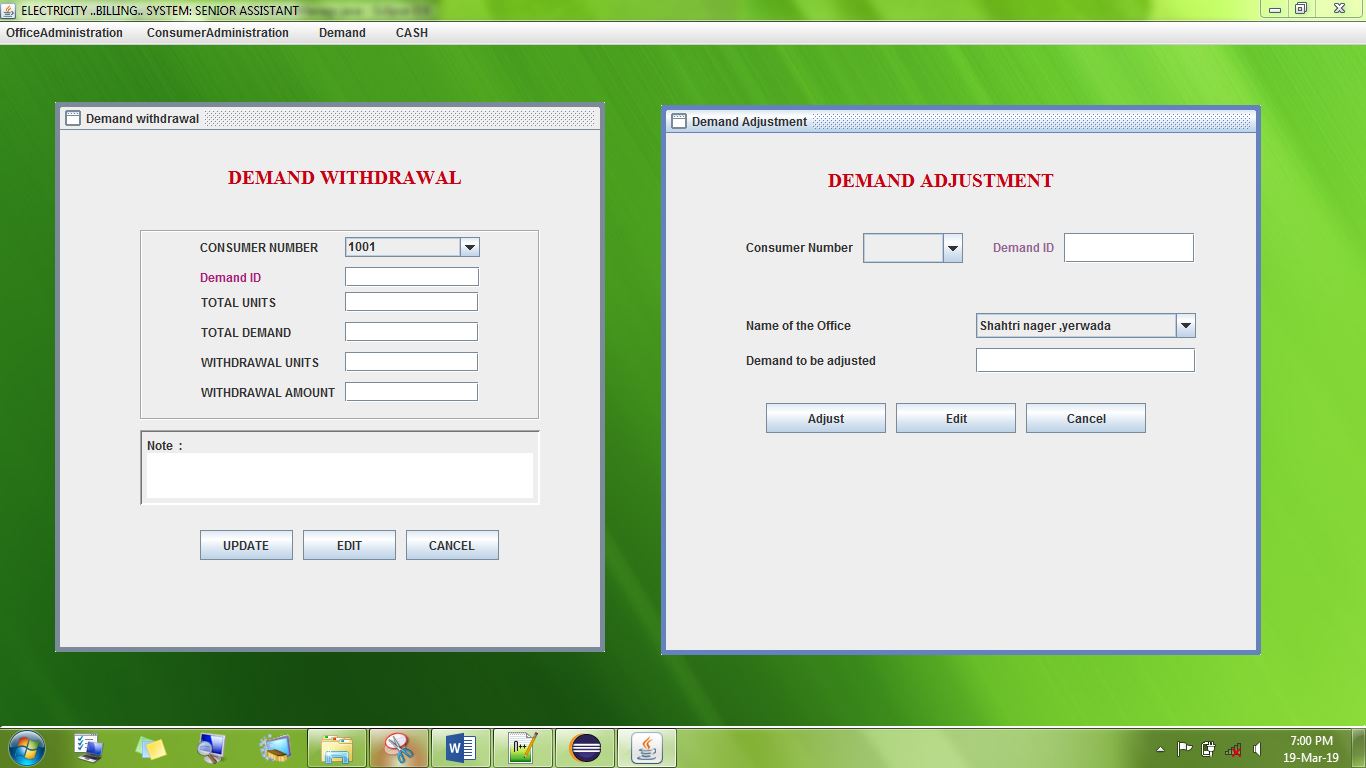 ELECTRICITY ..BILLING.. SYSTEM: SENIOR ASSISTANT
OfficeAdministration ConsumerAdministration Demand CASH
Demand withdrawal
DEMAND WITHDRAWAL
CONSUMER NUMBER 1001
Demand ID
TOTAL UNITS
TOTAL DEMAND
WITHDRAWAL UNITS
WITHDRAWAL AMOUNT
Note :
UPDATE EDIT CANCEL
Demand Adjustment
DEMAND ADJUSTMENT
Consumer Number Demand ID
Name of the Office Shahtri nager ,yerwada
Demand to be adjusted
Adjust Edit Cancel
7:00 PM
19-Mar-19